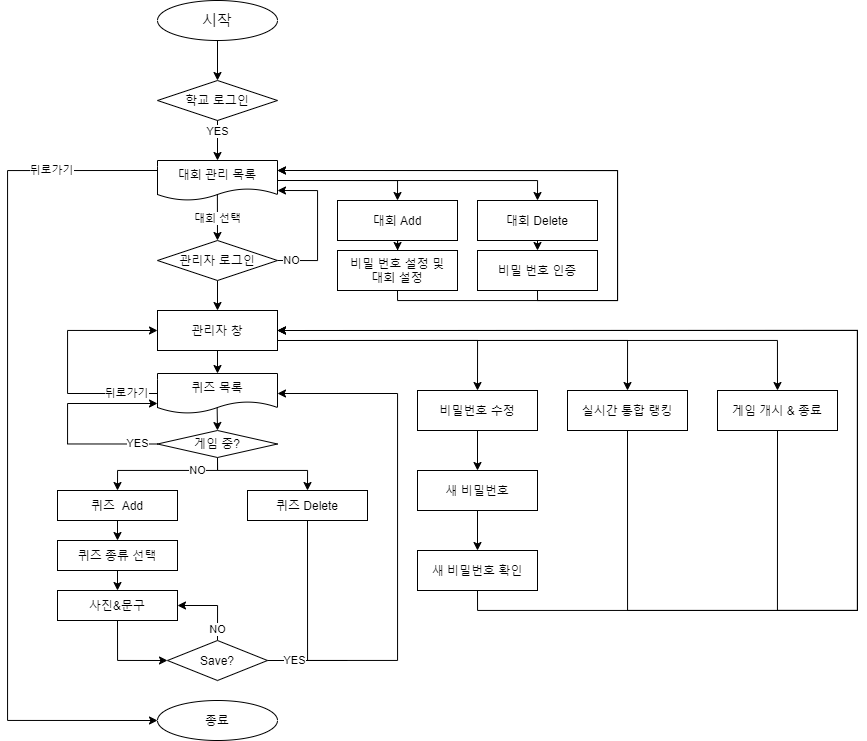 시작
학교 로그인
YES
뒤로가기
대회 관리 목록
대회 선택
대회 Add
대회 Delete
관리자 로그인
NO
비밀 번호 설정 및
대회 설정
비밀 번호 인증
관리자 창
뒤로가기
퀴즈 목록
비밀번호 수정
실시간 통합 랭킹
게임 개시 & 종료
YES
게임 중?
NO
퀴즈 Add
퀴즈 Delete
새 비밀번호
퀴즈 종류 선택
새 비밀번호 확인
사진&문구
NO
Save?
YES
종료